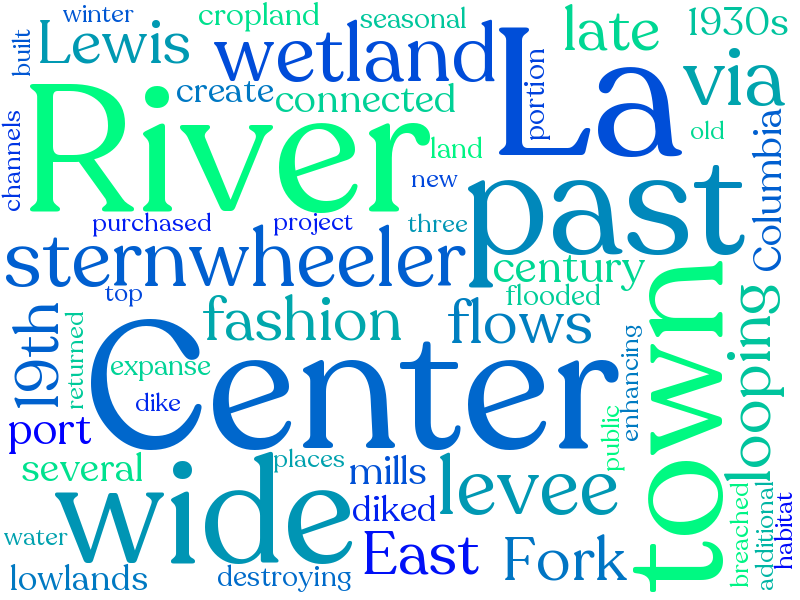 winter
cropland
seasonal
1930s
late
built
Lewis
wetland
La
via
create
connected
portion
channels
River
land
old
Columbia
new
past
purchased
project
three
sternwheeler
century
top
flooded
town
looping
19th
returned
fashion
flows
Center
expanse
dike
enhancing
port
public
several
wide
places
mills
levee
diked
breached
additional
habitat
water
East
Fork
lowlands
destroying